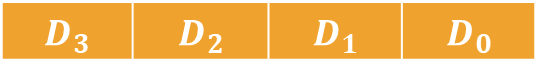 D₃ D₂ D₁ D₀